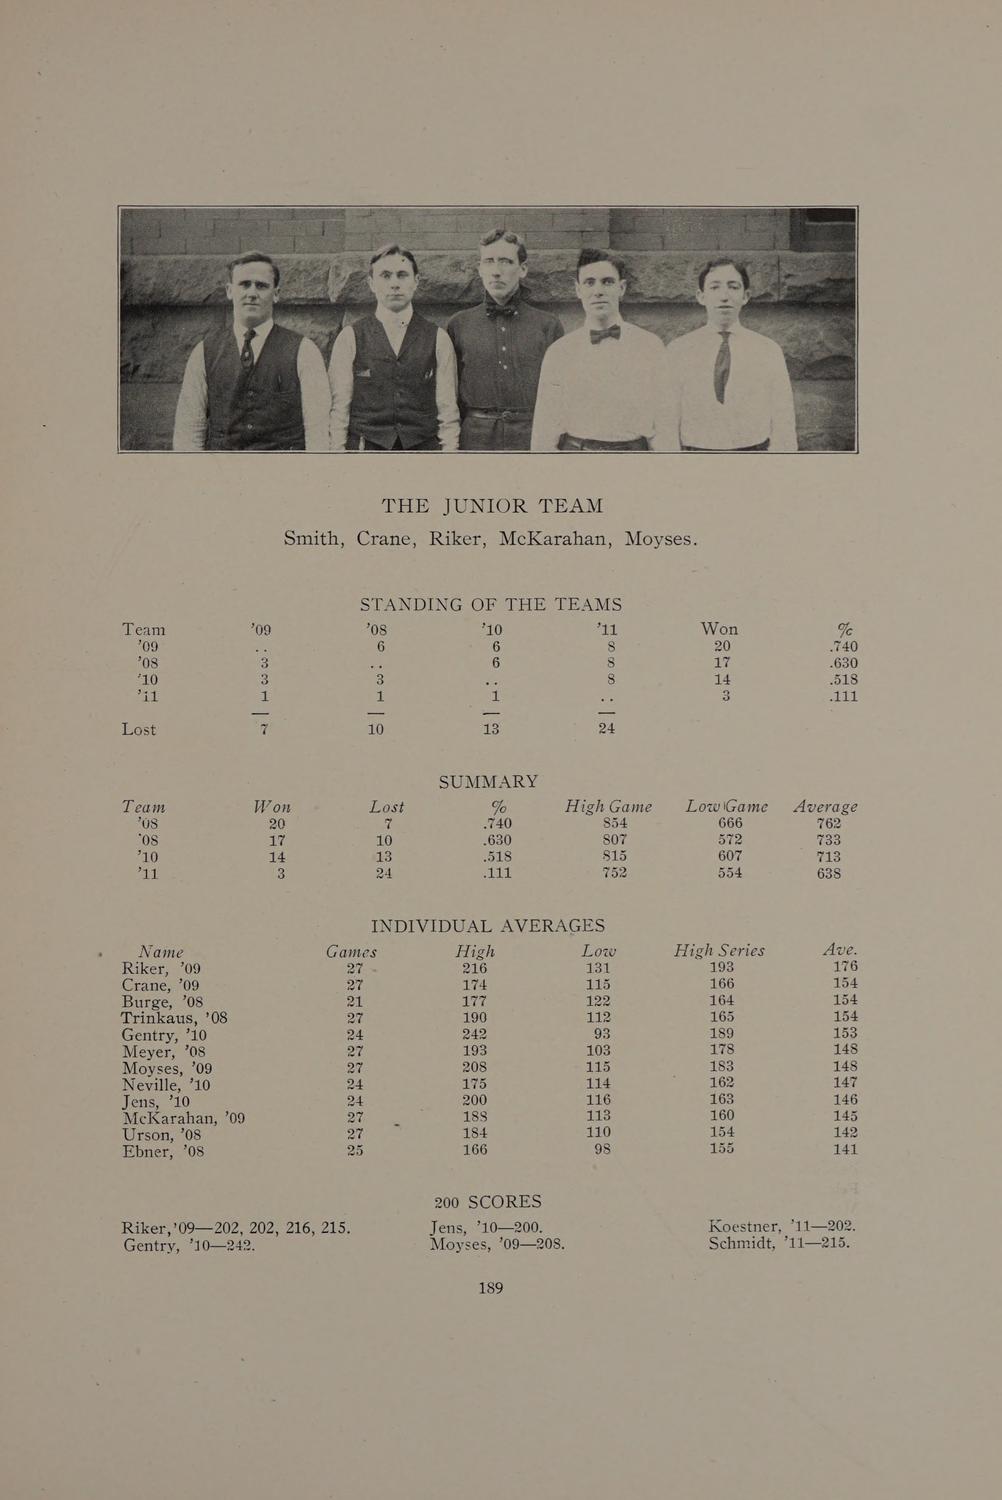 THE JUNIOR TEAM
Smith, Crane, Riker, McKarahan, Moyses.
STANDING OF THE TEAMS
Team ’09 ’08 ’10 ’11 Won %
’09 .. 6 6 8 20 .740
’08 3 .. 6 8 17 .630
’10 3 3 .. 8 14 .518
’11 1 1 1 .. 3 .111
Lost 7 10 13 24
SUMMARY
Team Won Lost % High Game Low Game Average
’08 20 7 .740 854 666 762
’08 17 10 .630 807 572 733
’10 14 13 .518 815 607 713
’11 3 24 .111 752 554 638
INDIVIDUAL AVERAGES
Name Games High Low High Series Ave.
Riker, ’09 27 216 131 193 176
Crane, ’09 27 174 115 166 154
Burge, ’08 21 177 122 164 154
Trinkaus, ’08 27 190 112 165 154
Gentry, ’10 24 242 93 189 153
Meyer, ’08 27 193 103 178 148
Moyses, ’09 27 208 115 183 148
Neville, ’10 24 175 114 162 147
Jens, ’10 24 200 116 163 146
McKarahan, ’09 27 188 113 160 145
Urson, ’08 27 184 110 154 142
Ebner, ’08 25 166 98 155 141
200 SCORES
Riker, ’09—202, 202, 216, 215. Jens, ’10—200. Koestner, ’11—202.
Gentry, ’10—242. Moyses, ’09—208. Schmidt, ’11—215.
189